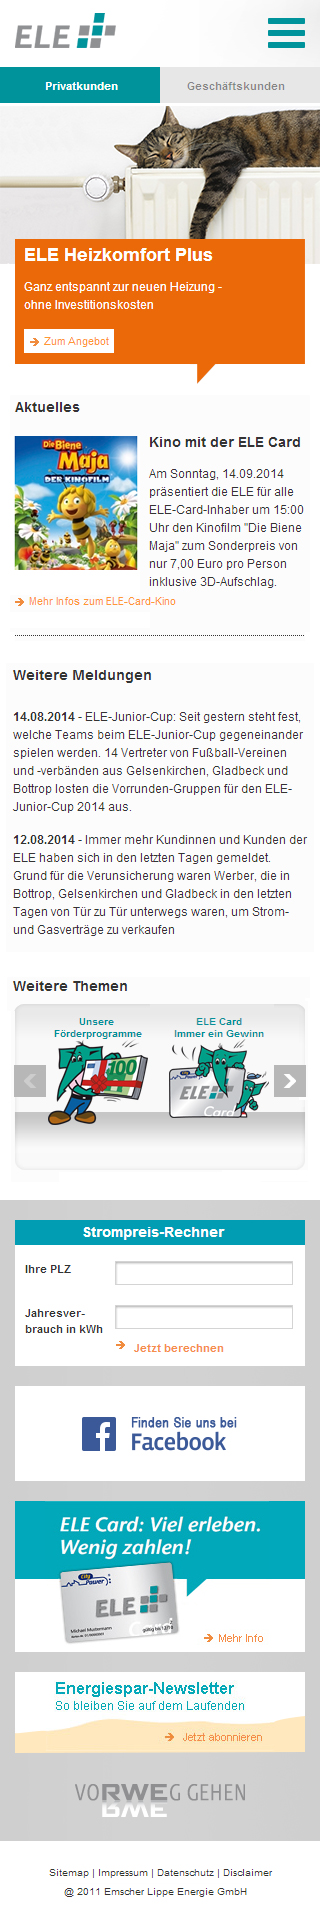 ELE
Privatkunden
Geschäftskunden
ELE Heizkomfort Plus
Ganz entspannt zur neuen Heizung -
ohne Investitionskosten
Zum Angebot
Aktuelles
Die Biene
Maja
DER KINOFILM
Kino mit der ELE Card
Am Sonntag, 14.09.2014
präsentiert die ELE für alle
ELE-Card-Inhaber um 15:00
Uhr den Kinofilm "Die Biene
Maja" zum Sonderpreis von
nur 7,00 Euro pro Person
inklusive 3D-Aufschlag.
Mehr Infos zum ELE-Card-Kino
Weitere Meldungen
14.08.2014 - ELE-Junior-Cup: Seit gestern steht fest,
welche Teams beim ELE-Junior-Cup gegeneinander
spielen werden. 14 Vertreter von Fußball-Vereinen
und -verbänden aus Gelsenkirchen, Gladbeck und
Bottrop losten die Vorrunden-Gruppen für den ELE-
Junior-Cup 2014 aus.
12.08.2014 - Immer mehr Kundinnen und Kunden der
ELE haben sich in den letzten Tagen gemeldet.
Grund für die Verunsicherung waren Werber, die in
Bottrop, Gelsenkirchen und Gladbeck in den letzten
Tagen von Tür zu Tür unterwegs waren, um Strom-
und Gasverträge zu verkaufen
Weitere Themen
Unsere
Förderprogramme
100
ELE Card
Immer ein Gewinn
ELE
Card
Strompreis-Rechner
Ihre PLZ
Jahresver-
brauch in kWh
Jetzt berechnen
Finden Sie uns bei
Facebook
ELE Card: Viel erleben.
Wenig zahlen!
City
Power
ELE
Michael Mustermann
Card
Mehr Info
Energiespar-Newsletter
So bleiben Sie auf dem Laufenden
Jetzt abonnieren
VORWEG GEHEN
Sitemap | Impressum | Datenschutz | Disclaimer
@ 2011 Emscher Lippe Energie GmbH